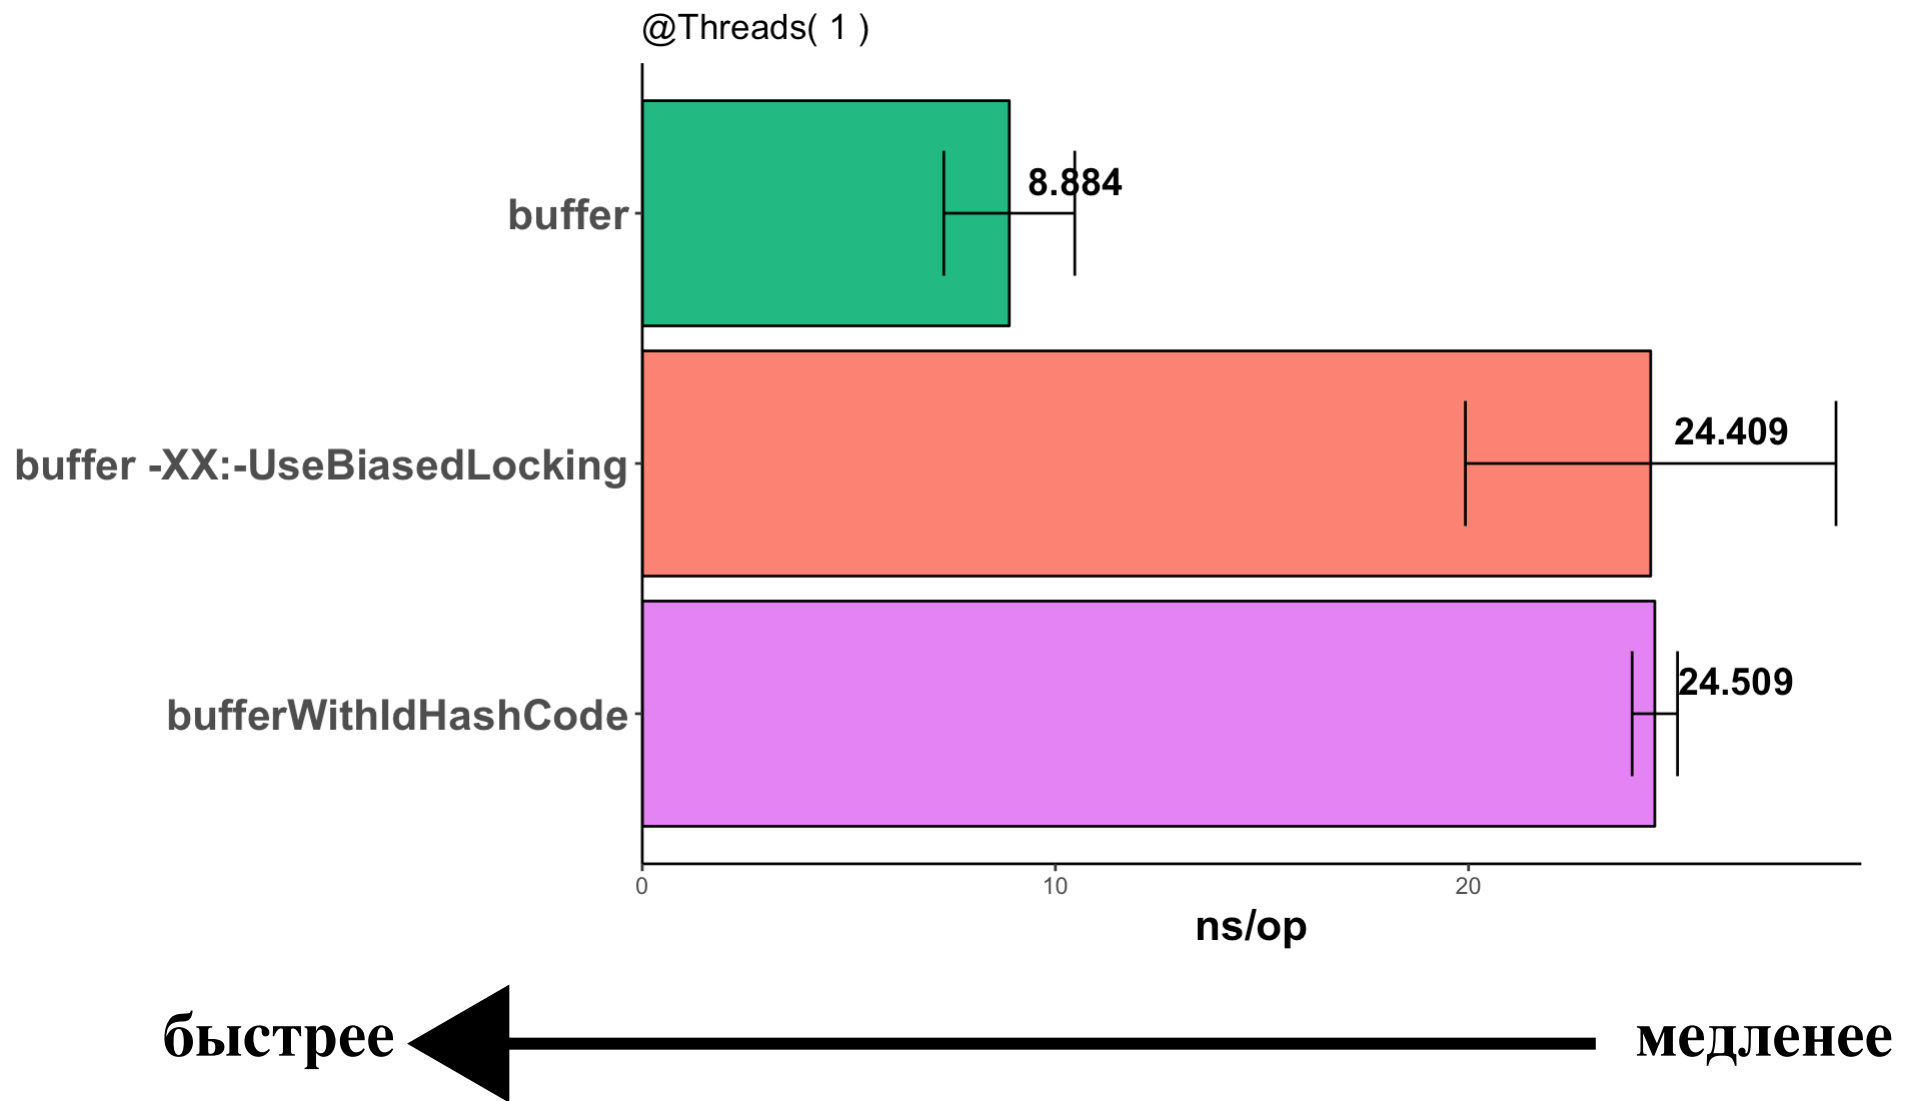 @Threads( 1 )
buffer
8.884
buffer -XX:-UseBiasedLocking
24.409
bufferWithIdHashCode
24.509
0 10 20
ns/op
быстрее медленее